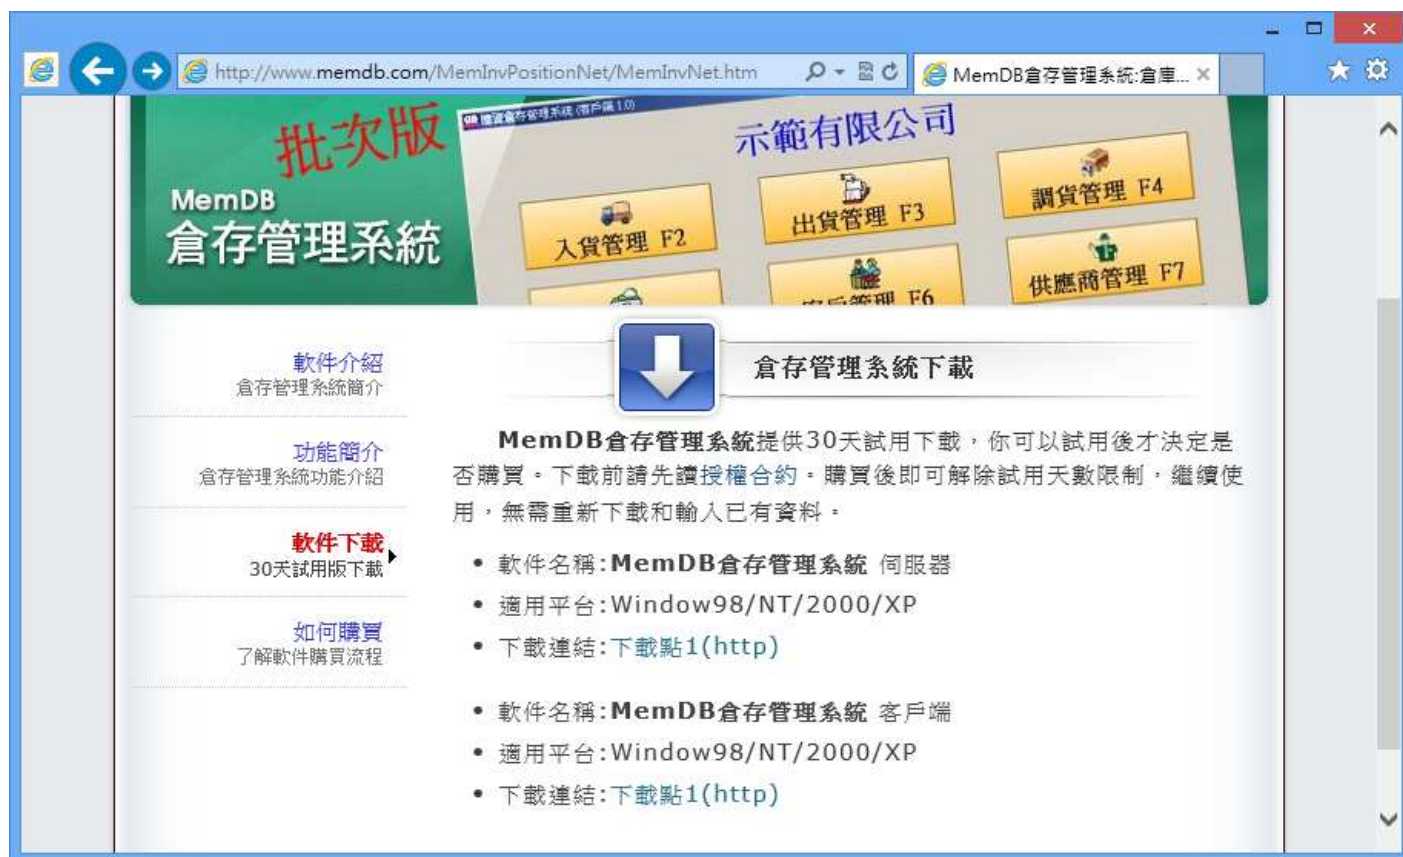 http://www.memdb.com/MemInvPositionNet/MemInvNet.htm
MemDB倉存管理系統:倉庫...
批次版
示範有限公司
MemDB
倉存管理系統
入貨管理 F2
出貨管理 F3
調貨管理 F4
客戶管理 F6
供應商管理 F7
倉存管理系統下載
軟件介紹
倉存管理系統簡介
功能簡介
倉存管理系統功能介紹
軟件下載
30天試用版下載
如何購買
了解軟件購買流程
MemDB倉存管理系統提供30天試用下載,你可以試用後才決定是
否購買。下載前請先讀授權合約。購買後即可解除試用天數限制,繼續使
用,無需重新下載和輸入已有資料。
• 軟件名稱:MemDB倉存管理系統 伺服器
• 適用平台:Window98/NT/2000/XP
• 下載連結:下載點1(http)
• 軟件名稱:MemDB倉存管理系統 客戶端
• 適用平台:Window98/NT/2000/XP
• 下載連結:下載點1(http)